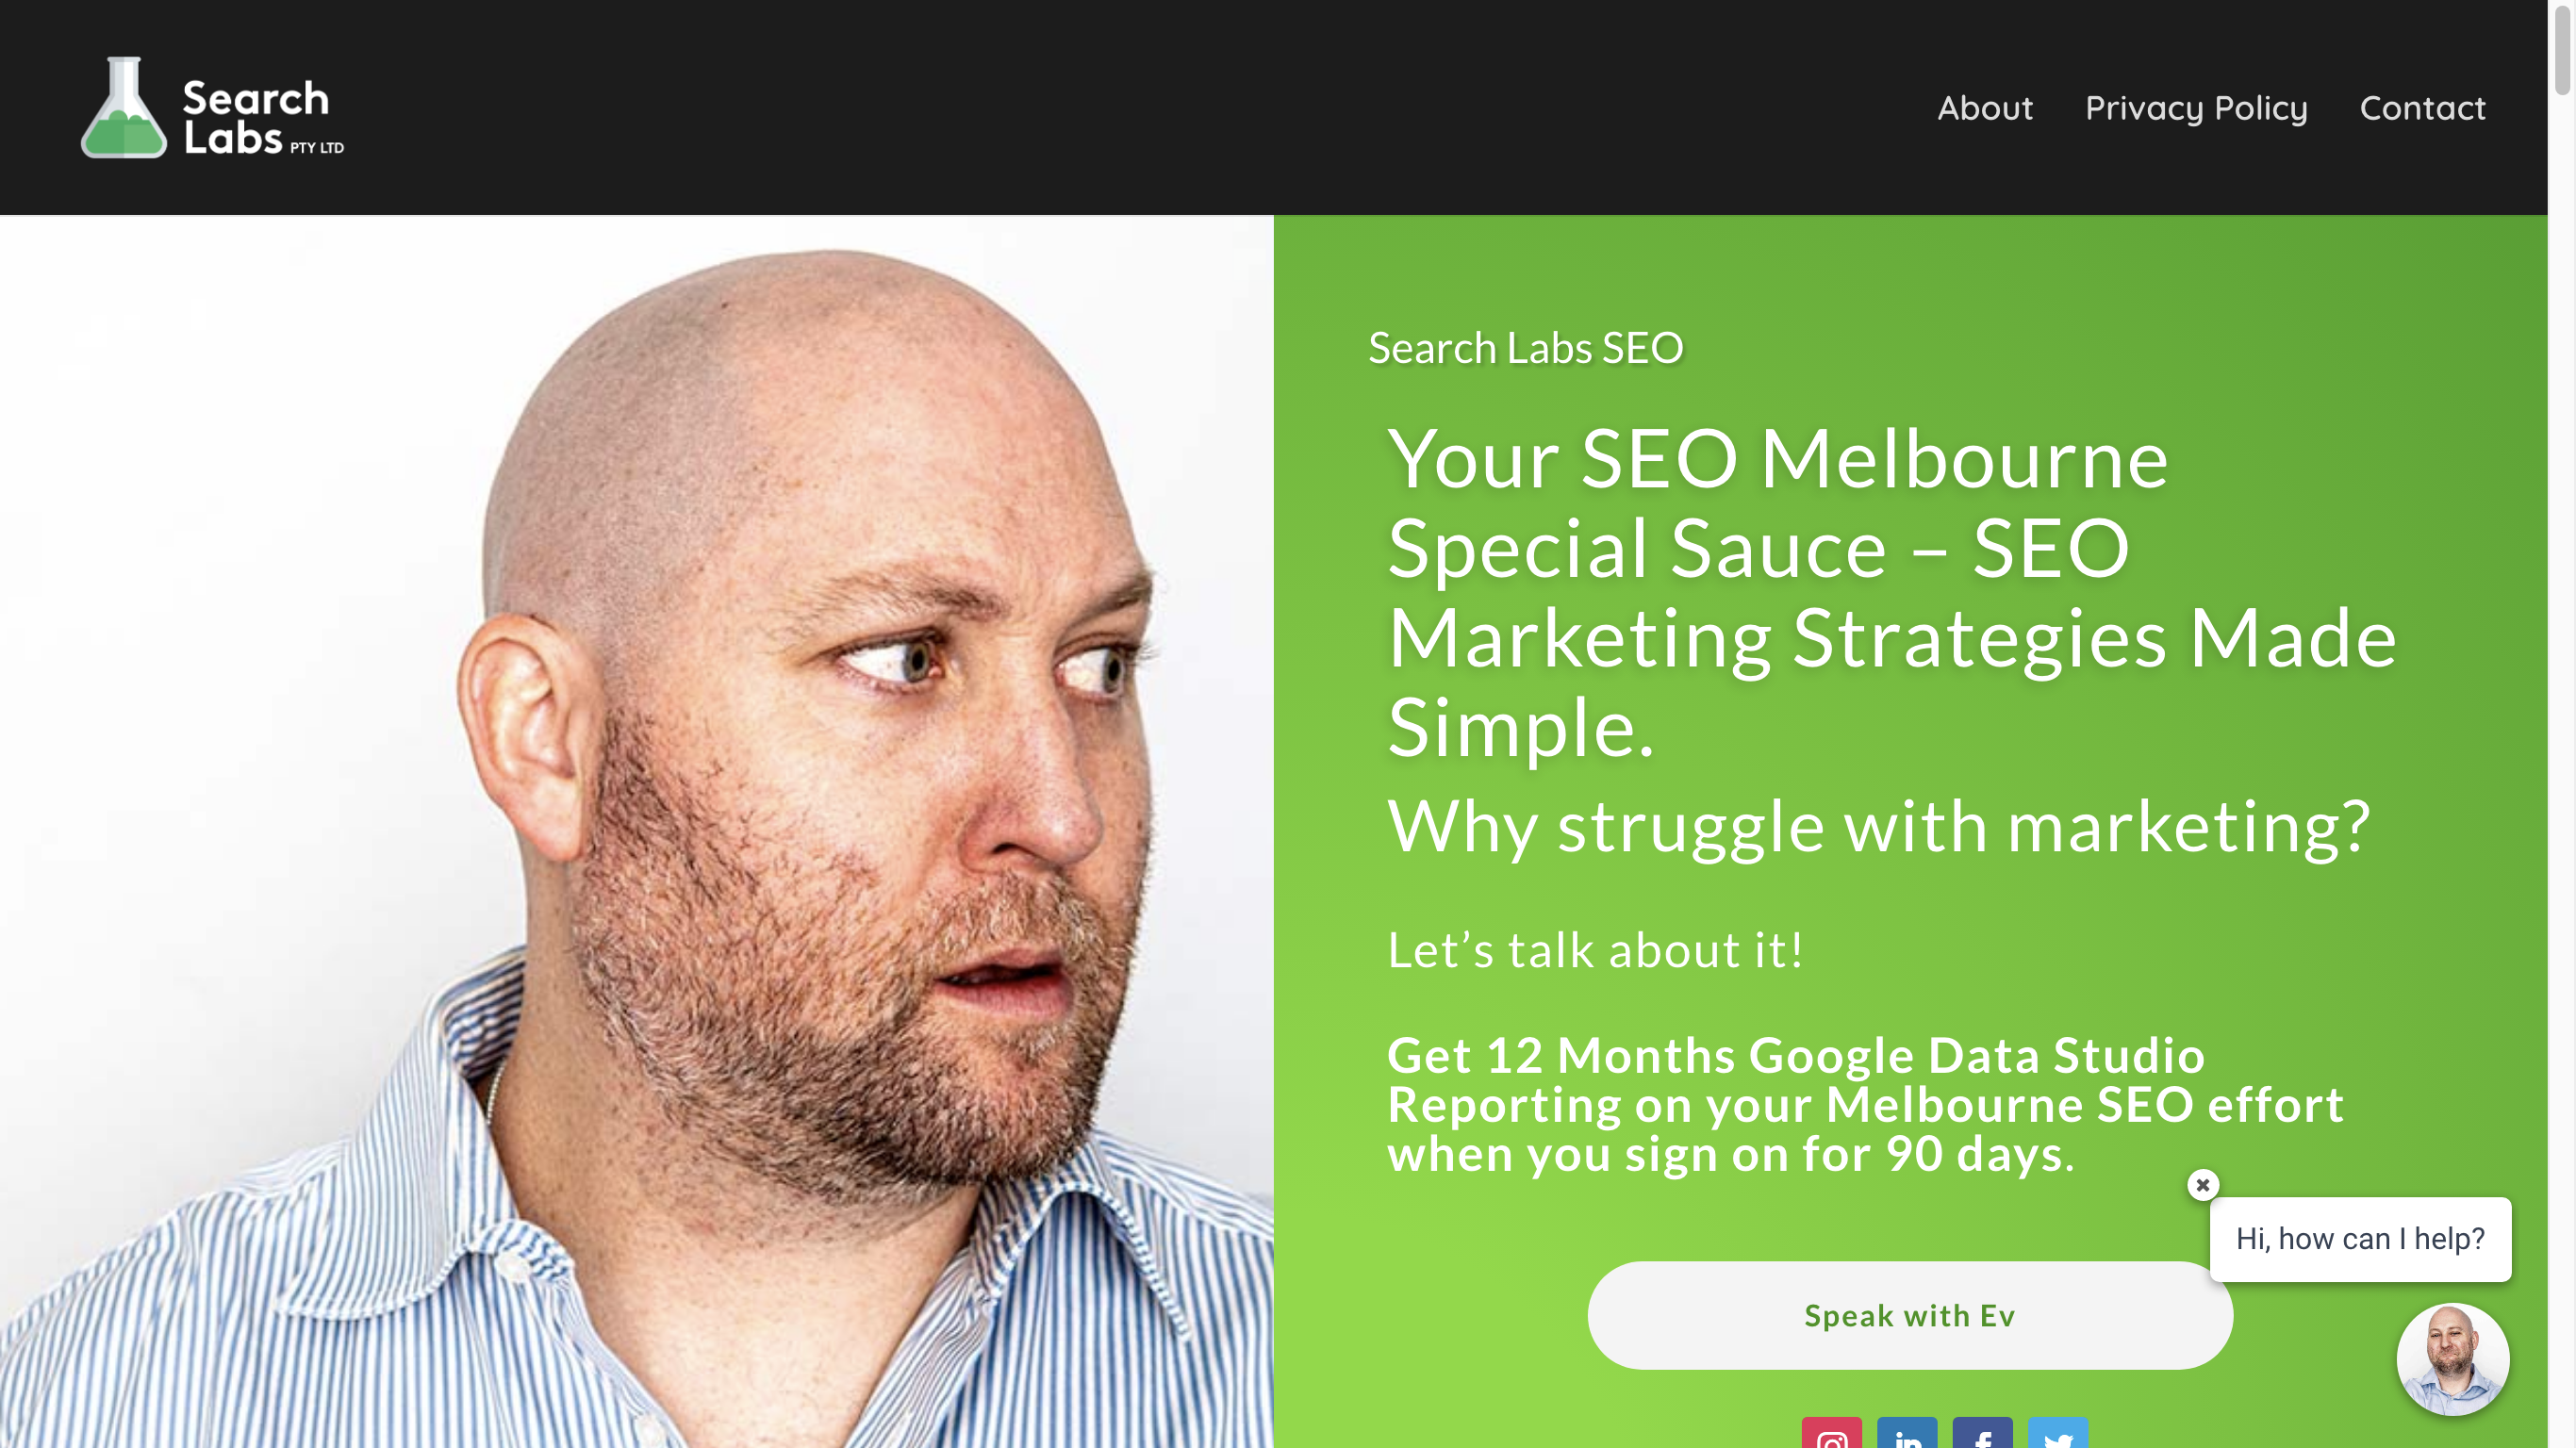 Search
Labs PTY LTD
About
Privacy Policy
Contact
Search Labs SEO
Your SEO Melbourne
Special Sauce – SEO
Marketing Strategies Made
Simple.
Why struggle with marketing?
Let’s talk about it!
Get 12 Months Google Data Studio
Reporting on your Melbourne SEO effort
when you sign on for 90 days.
Hi, how can I help?
Speak with Ev